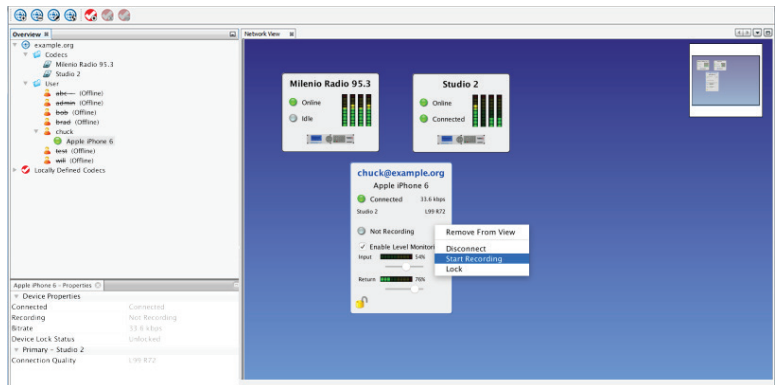 Overview
example.org
Codecs
Milenio Radio 95.3
Studio 2
User
abc (Offline)
admin (Offline)
bob (Offline)
brad (Offline)
chuck
Apple iPhone 6
test (Offline)
will (Offline)
Locally Defined Codecs
Apple iPhone 6 - Properties
Device Properties
Connected Connected
Recording Not Recording
Bitrate 33.6 kbps
Device Lock Status Unlocked
Primary - Studio 2
Connection Quality L99 R72
Network View
Milenio Radio 95.3
Online
Idle
Studio 2
Online
Connected
chuck@example.org
Apple iPhone 6
Connected 33.6 kbps
Studio 2 L99 R72
Not Recording
Enable Level Monitori
Input 54%
Return 76%
Remove From View
Disconnect
Start Recording
Lock